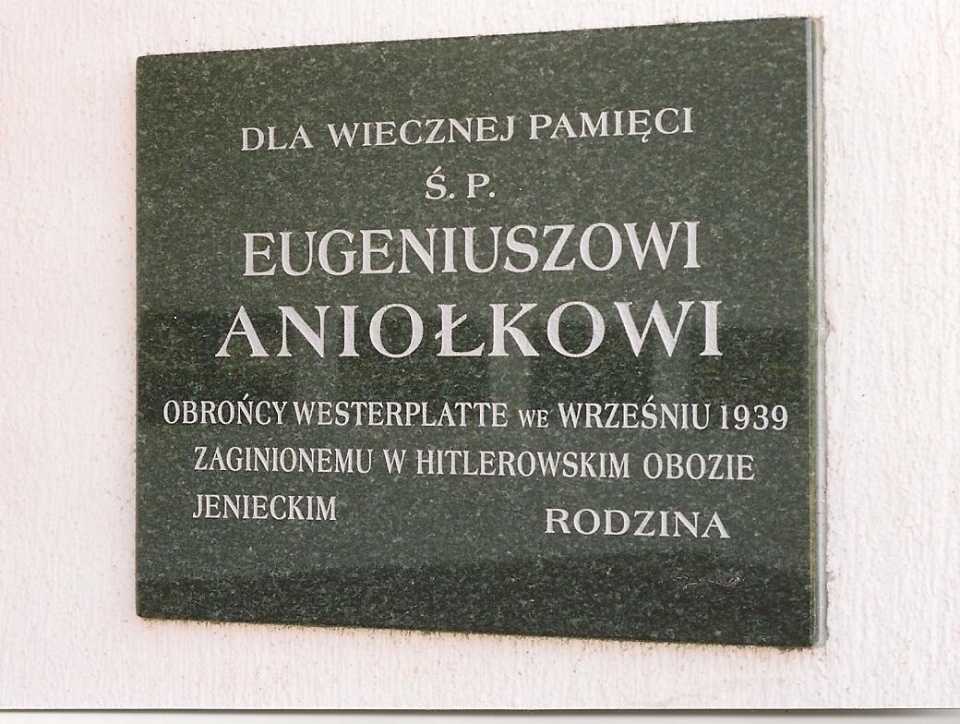 DLA WIECZNEJ PAMIĘCI
Ś. P.
EUGENIUSZOWI
ANIOŁKOWI
OBROŃCY WESTERPLATTE WE WRZEŚNIU 1939
ZAGINIONEMU W HITLEROWSKIM OBOZIE
JENIECKIM
RODZINA